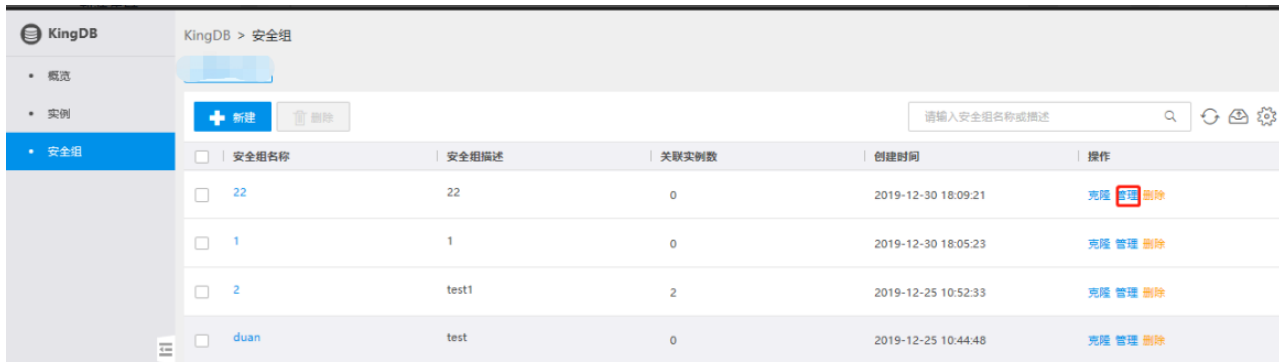 KingDB
KingDB > 安全组
概览
实例
安全组
新建 删除 请输入安全组名称或描述
安全组名称 安全组描述 关联实例数 创建时间 操作
22 22 0 2019-12-30 18:09:21 克隆 管理 删除
1 1 0 2019-12-30 18:05:23 克隆 管理 删除
2 test1 2 2019-12-25 10:52:33 克隆 管理 删除
duan test 0 2019-12-25 10:44:48 克隆 管理 删除